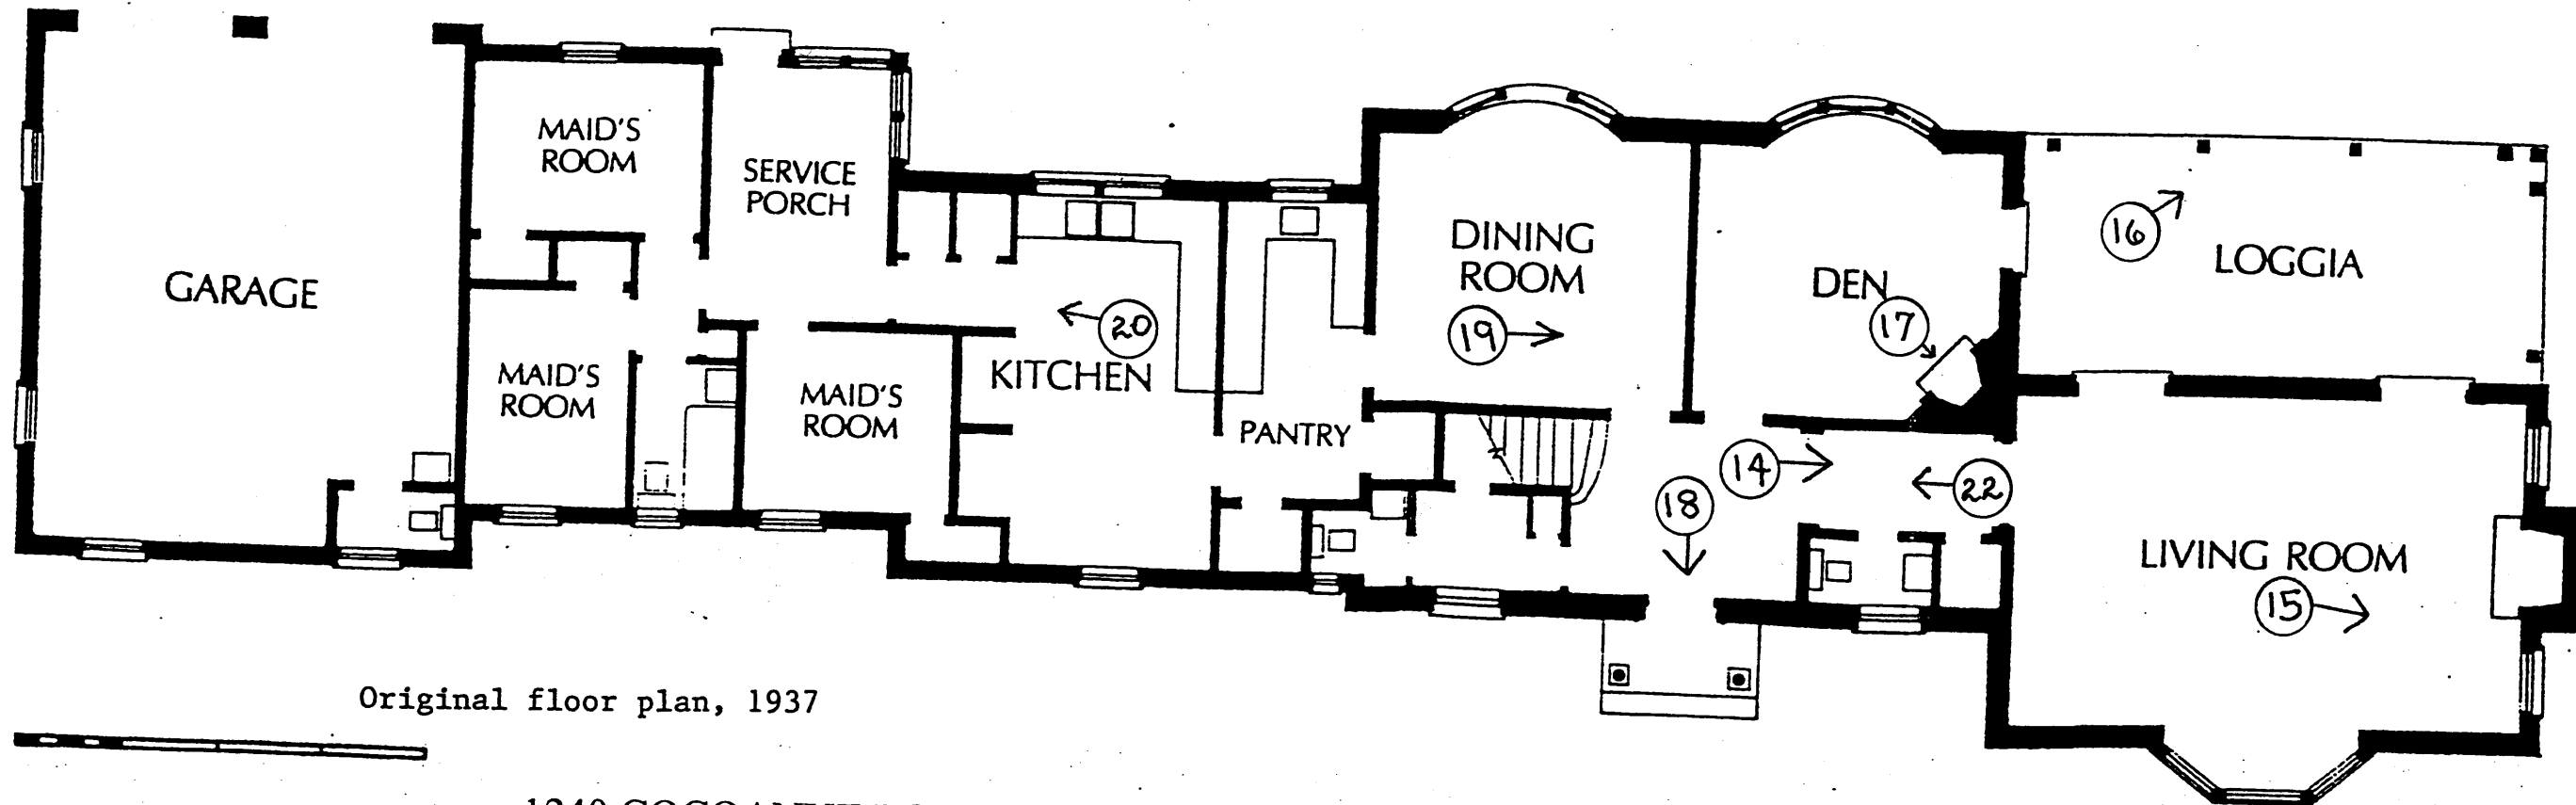 MAID'S
ROOM
SERVICE
PORCH
GARAGE
MAID'S
ROOM
MAID'S
ROOM
20
KITCHEN
PANTRY
DINING
ROOM
19
DEN
17
16
LOGGIA
14
22
18
LIVING ROOM
15
Original floor plan, 1937